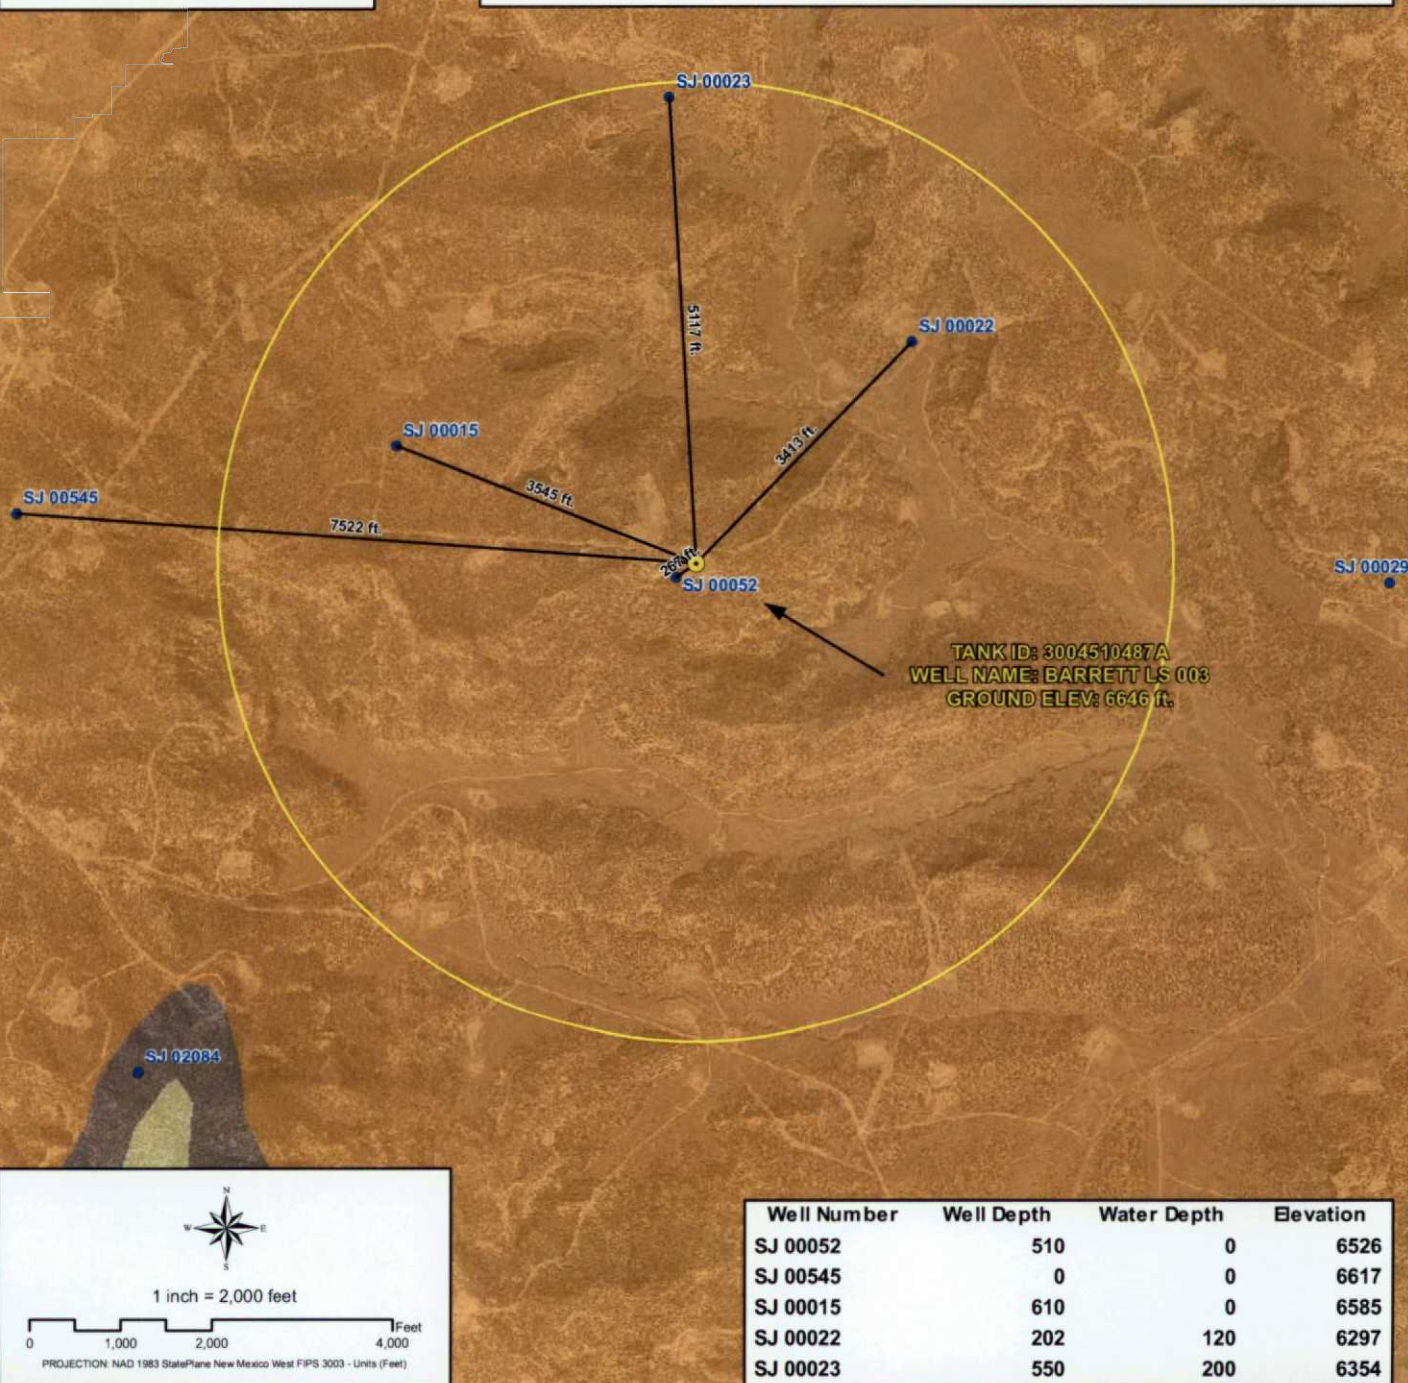 SJ 00023
5117 ft.
SJ 00022
SJ 00015
3413 ft.
3545 ft.
SJ 00545
7522 ft.
267 ft.
SJ 00052
SJ 00029
TANK ID: 3004510487A
WELL NAME: BARRETT LS 003
GROUND ELEV: 6646 ft.
SJ 02084
N
W E
S
1 inch = 2,000 feet
Feet
0 1,000 2,000 4,000
PROJECTION: NAD 1983 StatePlane New Mexico West FIPS 3003 - Units (Feet)
Well Number Well Depth Water Depth Elevation
SJ 00052 510 0 6526
SJ 00545 0 0 6617
SJ 00015 610 0 6585
SJ 00022 202 120 6297
SJ 00023 550 200 6354